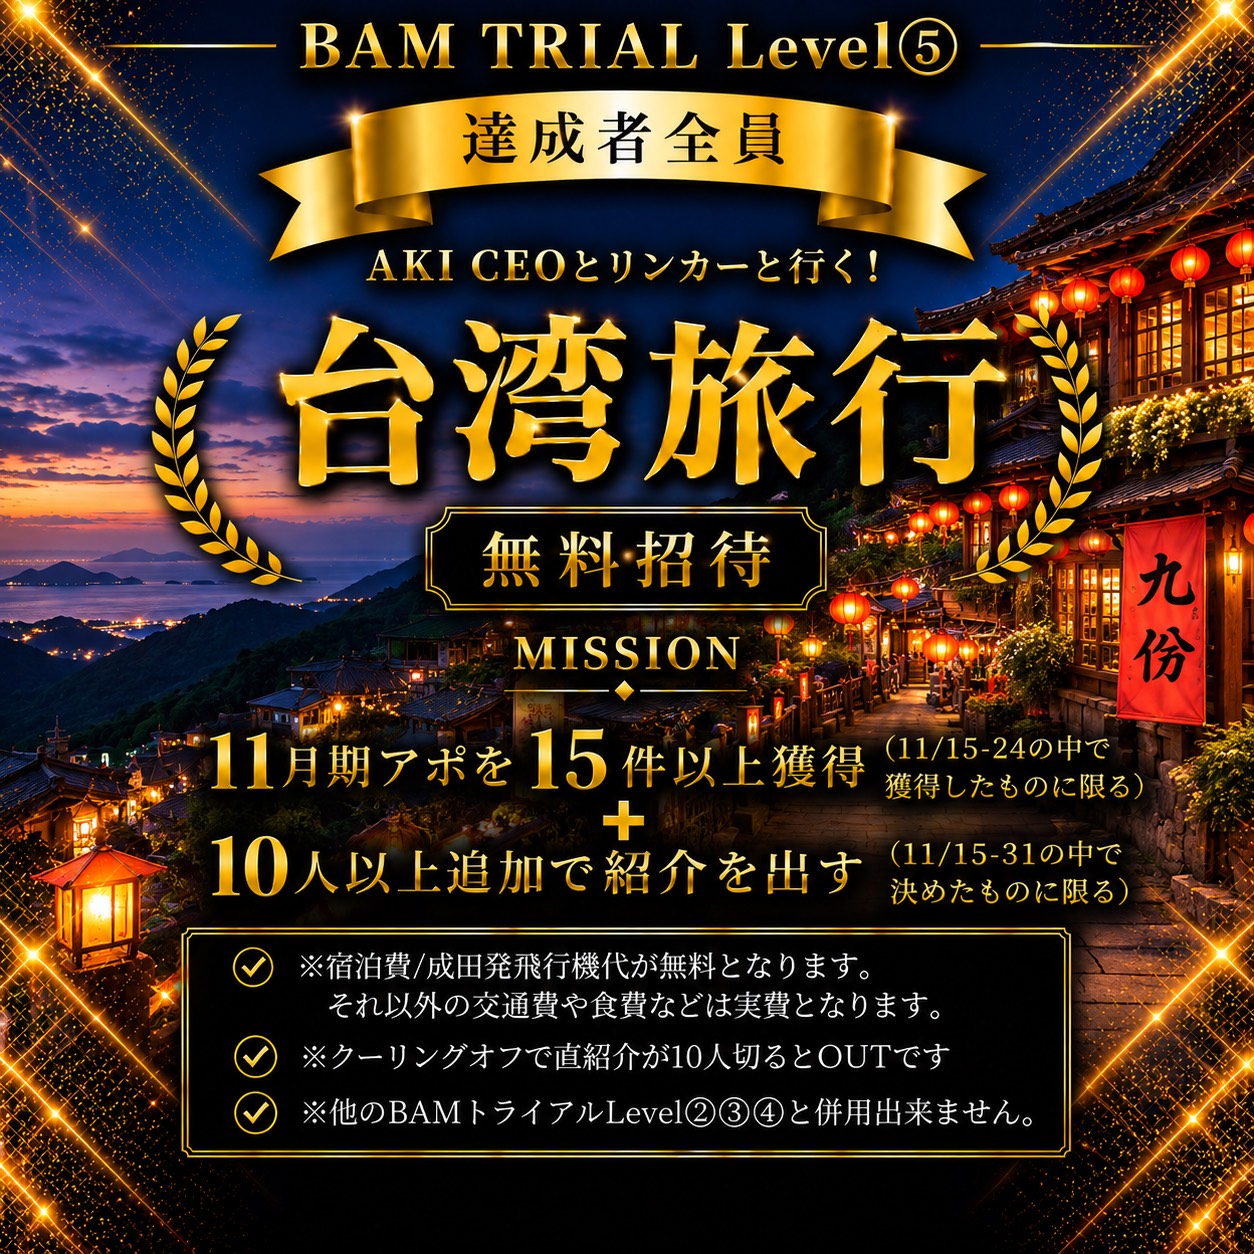 BAM TRIAL Level⑤
達成者全員
AKI CEOとリンカーと行く!
台湾旅行
無料招待
MISSION
11月期アポを15件以上獲得
(11/15-24の中で
獲得したものに限る)
+
10人以上追加で紹介を出す
(11/15-31の中で
決めたものに限る)
※宿泊費/成田発飛行機代が無料となります。
それ以外の交通費や食費などは実費となります。
※クーリングオフで直紹介が10人切るとOUTです
※他のBAMトライアルLevel②③④と併用出来ません。
九份